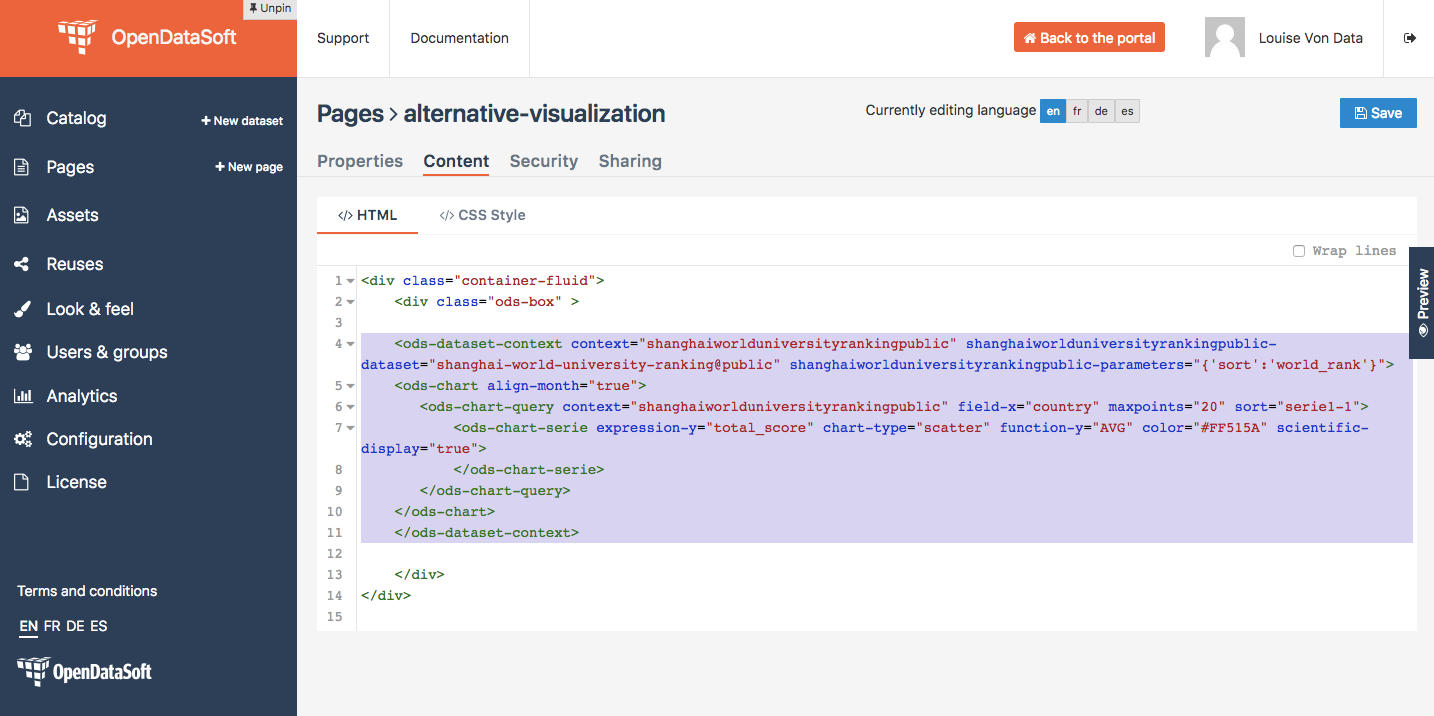 Unpin
OpenDataSoft
Support
Documentation
Back to the portal
Louise Von Data
Catalog
+ New dataset
Pages
+ New page
Assets
Reuses
Look & feel
Users & groups
Analytics
Configuration
License
Terms and conditions
EN FR DE ES
OpenDataSoft
Pages > alternative-visualization
Currently editing language en fr de es
Save
Properties Content Security Sharing
</> HTML </> CSS Style
Wrap lines
Preview
1 <div class="container-fluid">
2     <div class="ods-box" >
3
4     <ods-dataset-context context="shanghaiworlduniversityrankingpublic" shanghaiworlduniversityrankingpublic-
dataset="shanghai-world-university-ranking@public" shanghaiworlduniversityrankingpublic-parameters="{'sort':'world_rank'}">
5     <ods-chart align-month="true">
6        <ods-chart-query context="shanghaiworlduniversityrankingpublic" field-x="country" maxpoints="20" sort="serie1-1">
7            <ods-chart-serie expression-y="total_score" chart-type="scatter" function-y="AVG" color="#FF515A" scientific-
display="true">
8            </ods-chart-serie>
9        </ods-chart-query>
10     </ods-chart>
11     </ods-dataset-context>
12
13     </div>
14 </div>
15